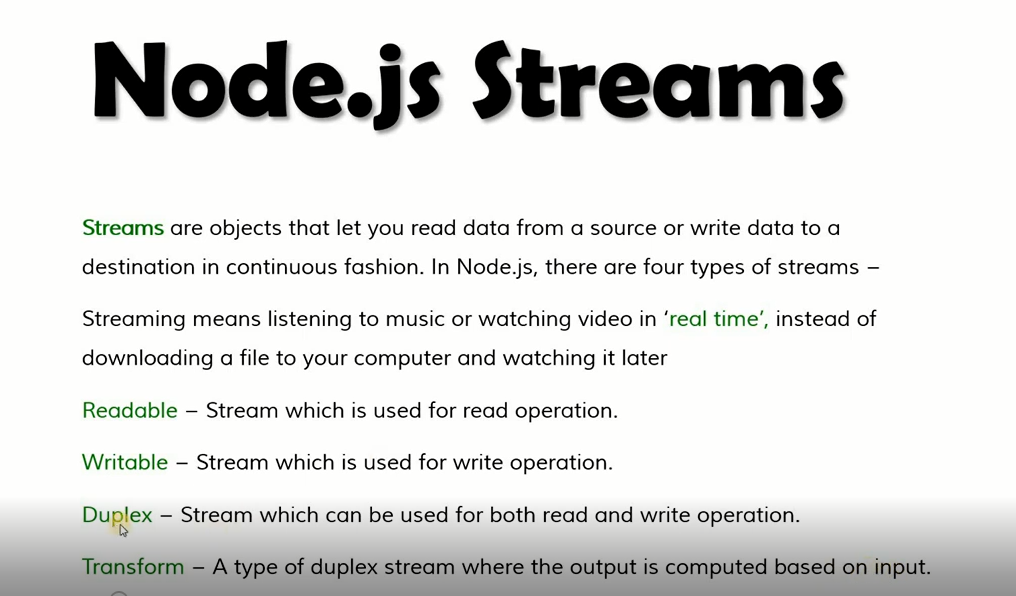 Node.js Streams
Streams are objects that let you read data from a source or write data to a
destination in continuous fashion. In Node.js, there are four types of streams –
Streaming means listening to music or watching video in ‘real time’, instead of
downloading a file to your computer and watching it later
Readable – Stream which is used for read operation.
Writable – Stream which is used for write operation.
Duplex – Stream which can be used for both read and write operation.
Transform – A type of duplex stream where the output is computed based on input.